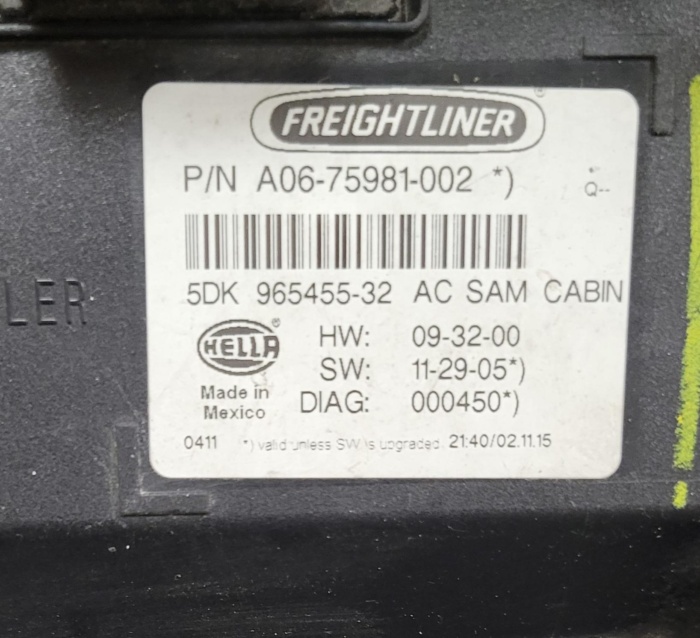 FREIGHTLINER®
P/N A06-75981-002 *)
Q--
5DK 965455-32 AC SAM CABIN
LER
HELLA®
HW: 09-32-00
SW: 11-29-05*)
Made in
Mexico
DIAG: 000450*)
0411 *) valid unless SW is upgraded. 21:40/02.11.15